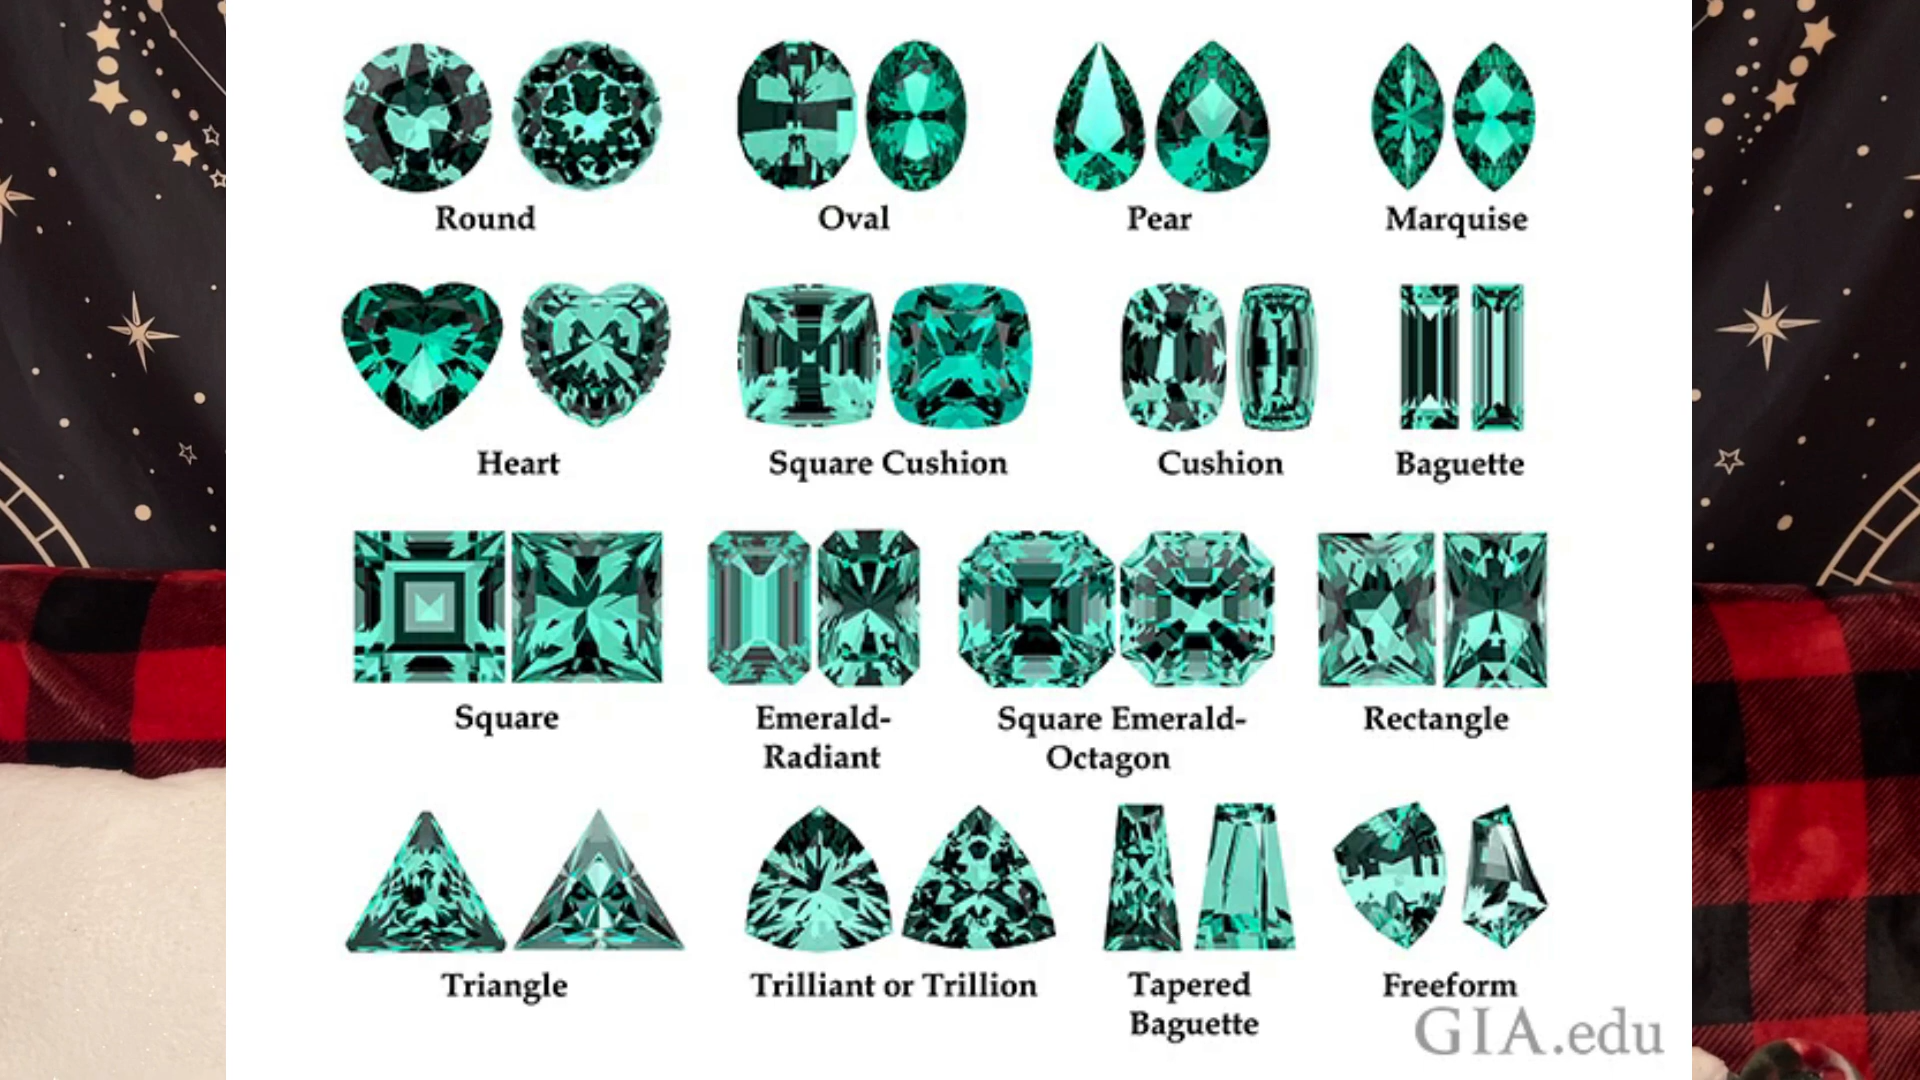 Round
Oval
Pear
Marquise
Heart
Square Cushion
Cushion
Baguette
Square
Emerald-
Radiant
Square Emerald-
Octagon
Rectangle
Triangle
Trilliant or Trillion
Tapered
Baguette
Freeform
GIA.edu